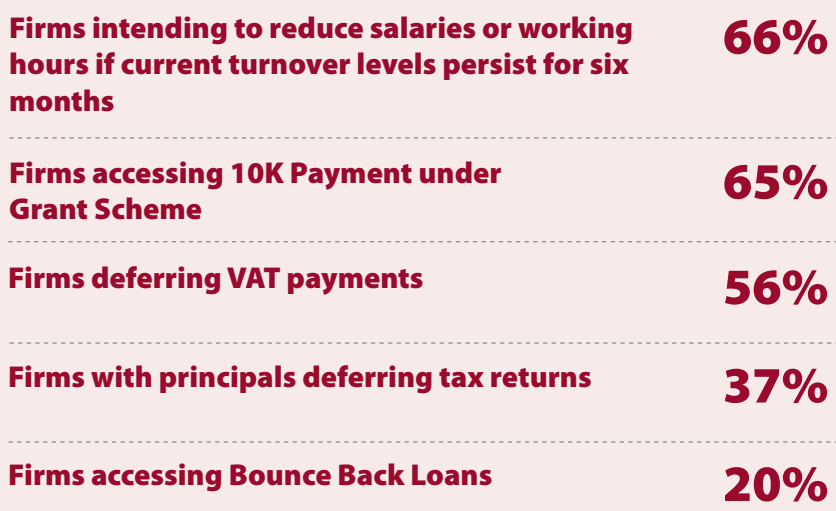 Firms intending to reduce salaries or working 66%
hours if current turnover levels persist for six
months
Firms accessing 10K Payment under 65%
Grant Scheme
Firms deferring VAT payments 56%
Firms with principals deferring tax returns 37%
Firms accessing Bounce Back Loans 20%